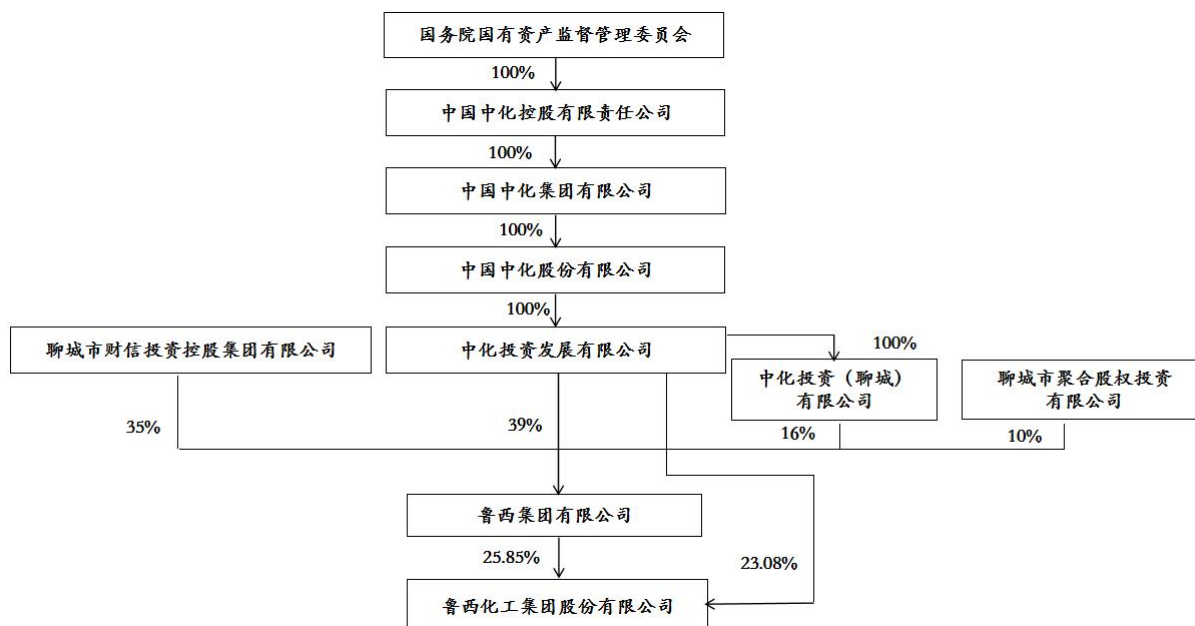 国务院国有资产监督管理委员会
100%
中国中化控股有限责任公司
100%
中国中化集团有限公司
100%
中国中化股份有限公司
100%
聊城市财信投资控股集团有限公司
中化投资发展有限公司
100%
中化投资（聊城）
有限公司
聊城市聚合股权投资
有限公司
35%
39%
16%
10%
鲁西集团有限公司
25.85%
23.08%
鲁西化工集团股份有限公司